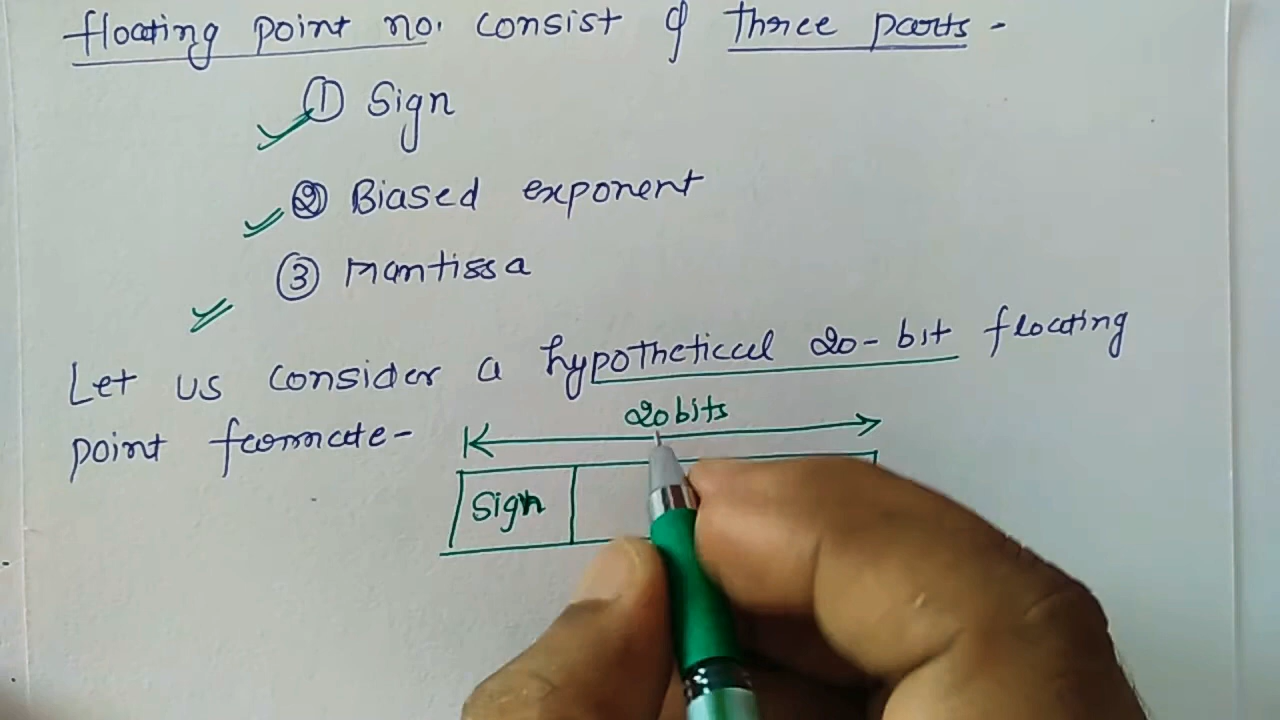 floating point no. consist of three parts -
① Sign
② Biased exponent
③ Mantissa
Let us consider a hypothetical 20-bit floating
point formate-
20 bits
Sign